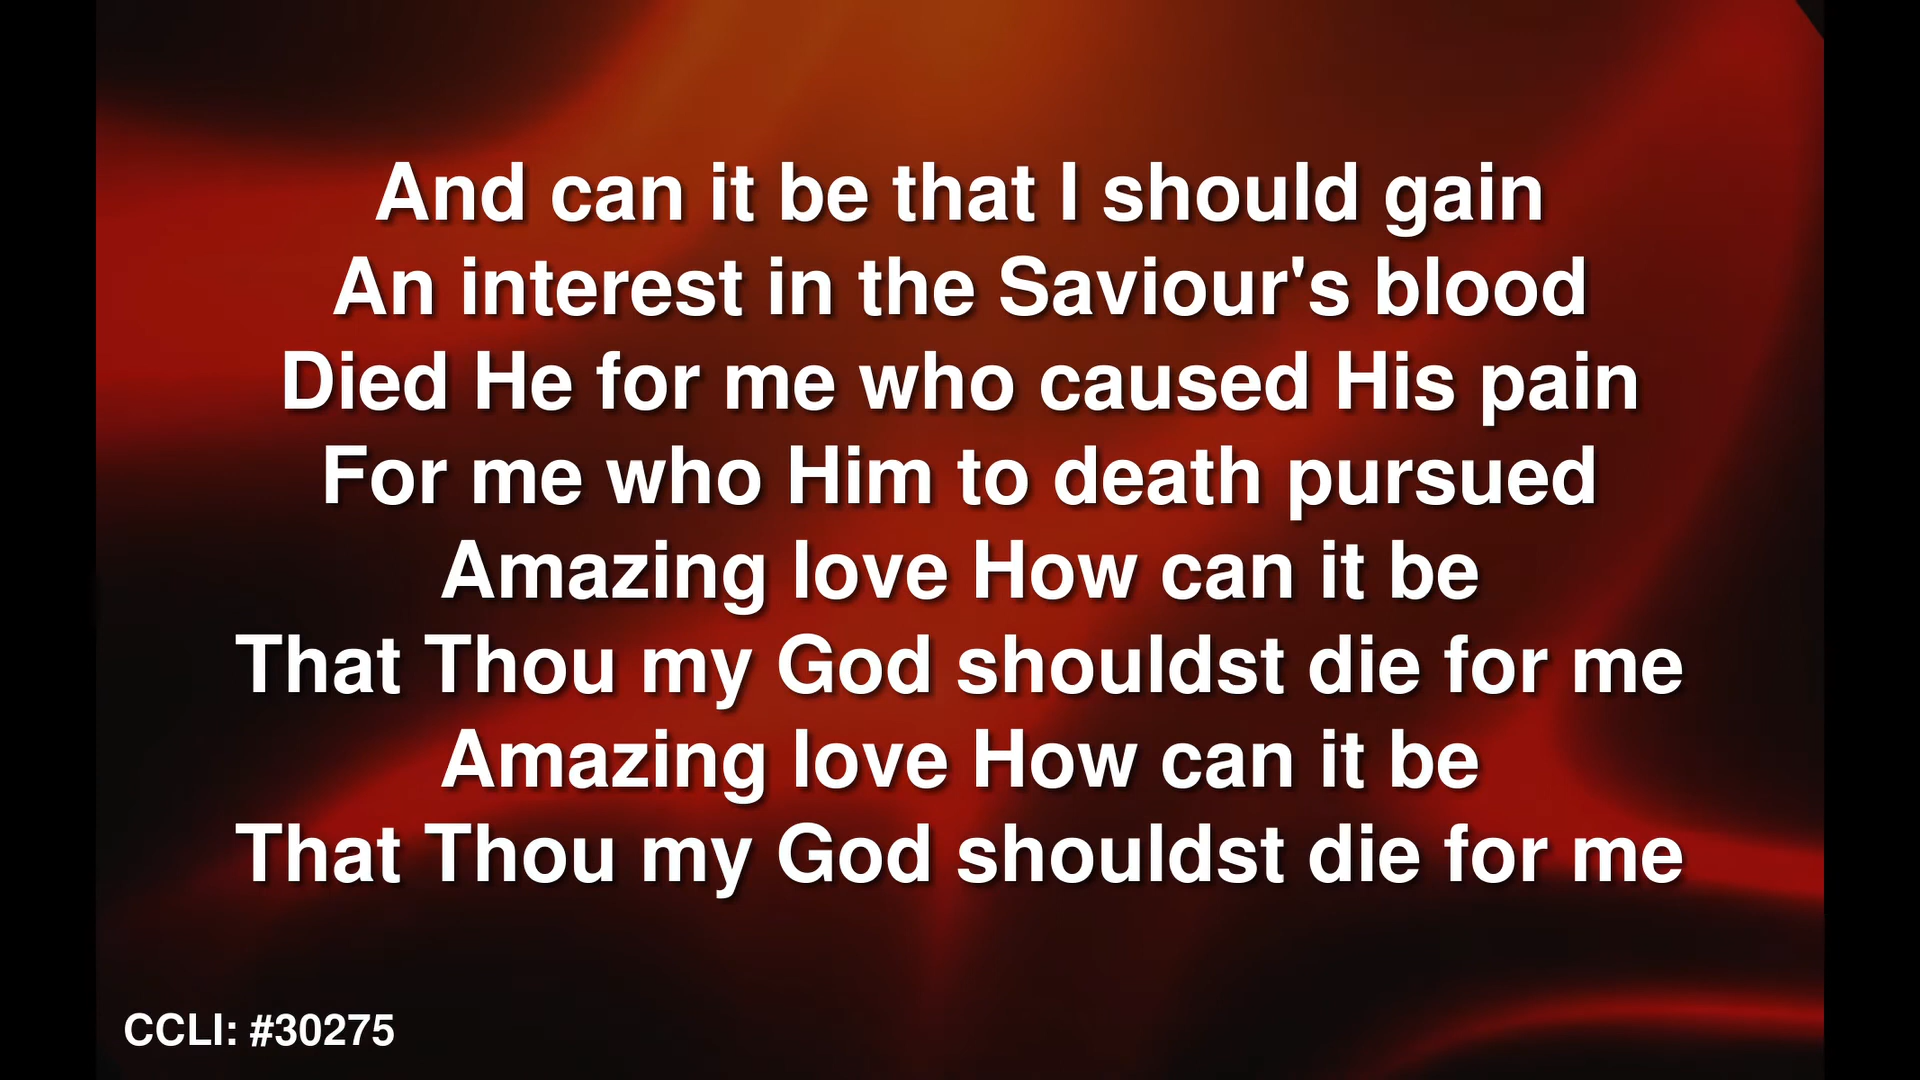 And can it be that I should gain
An interest in the Saviour's blood
Died He for me who caused His pain
For me who Him to death pursued
Amazing love How can it be
That Thou my God shouldst die for me
Amazing love How can it be
That Thou my God shouldst die for me
CCLI: #30275